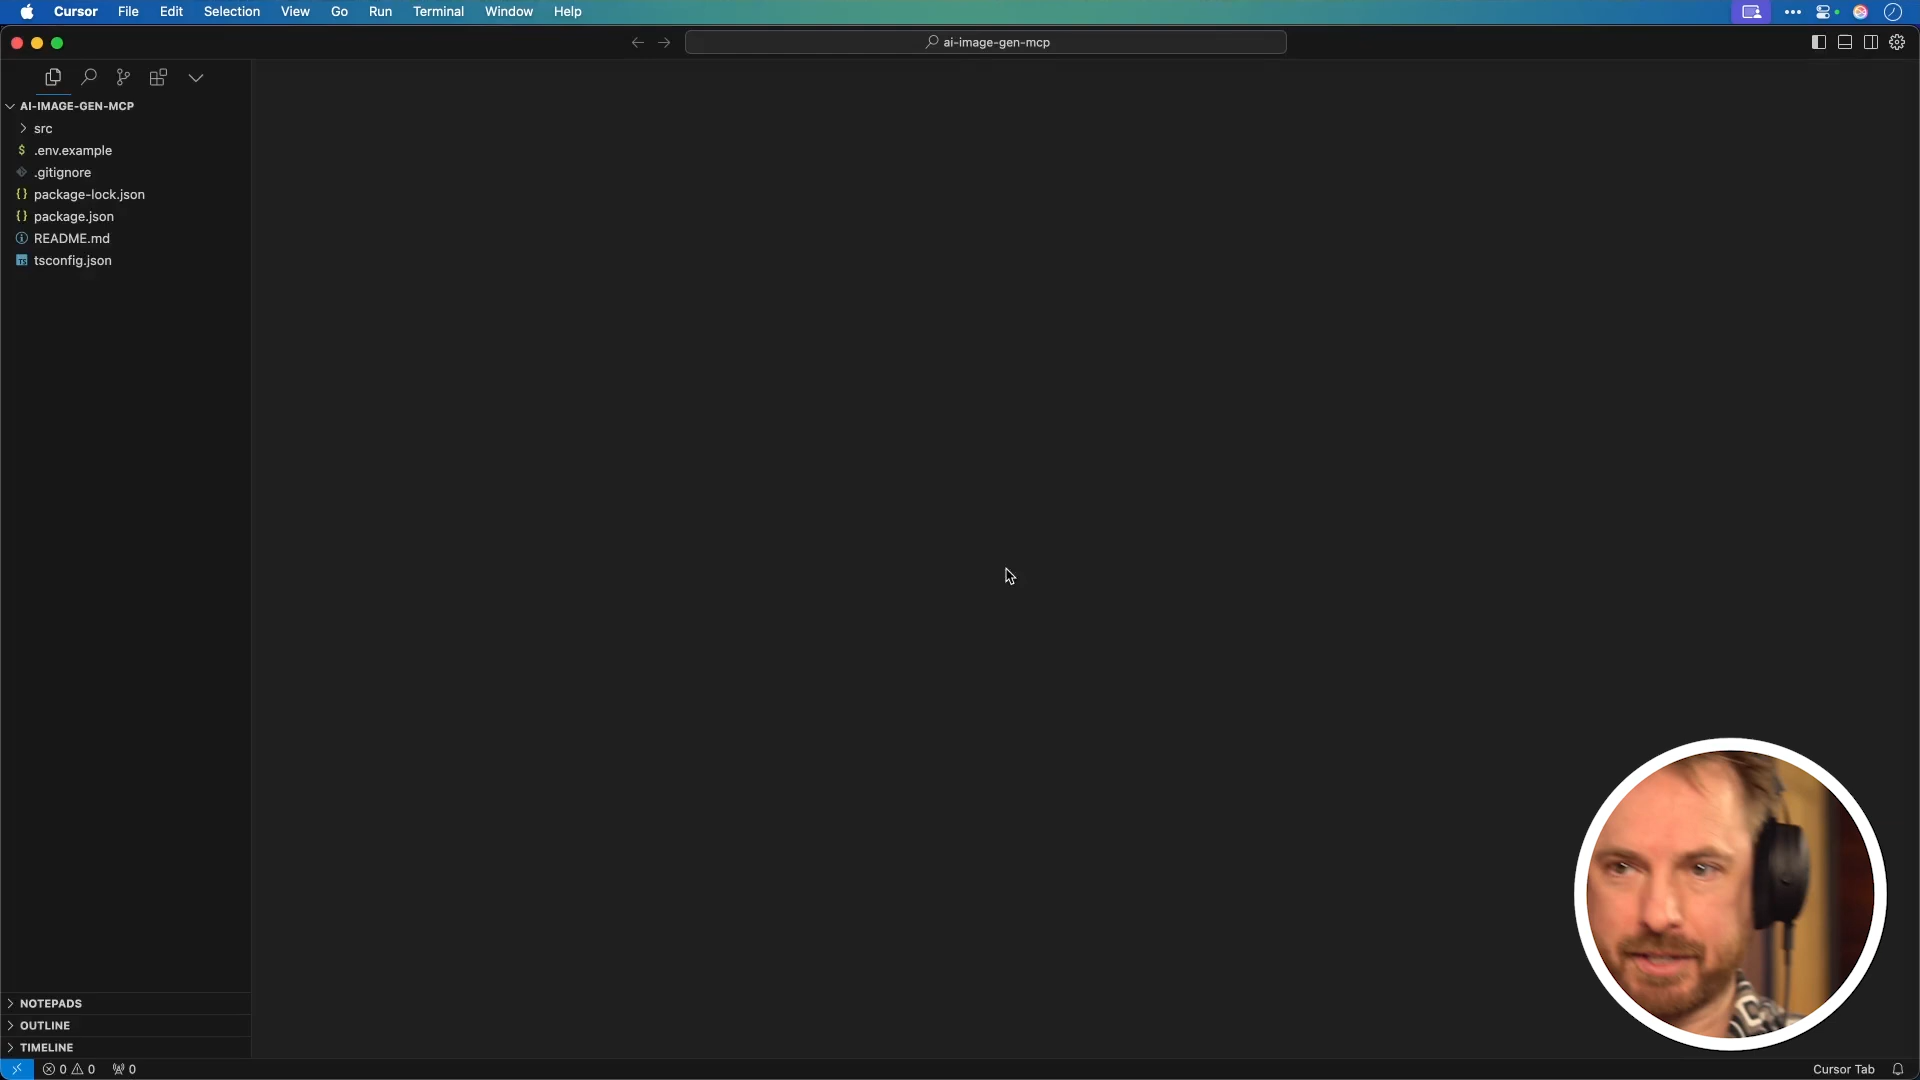 Cursor File Edit Selection View Go Run Terminal Window Help
ai-image-gen-mcp
AI-IMAGE-GEN-MCP
src
.env.example
.gitignore
package-lock.json
package.json
README.md
tsconfig.json
NOTEPADS
OUTLINE
TIMELINE
0 0 0
Cursor Tab